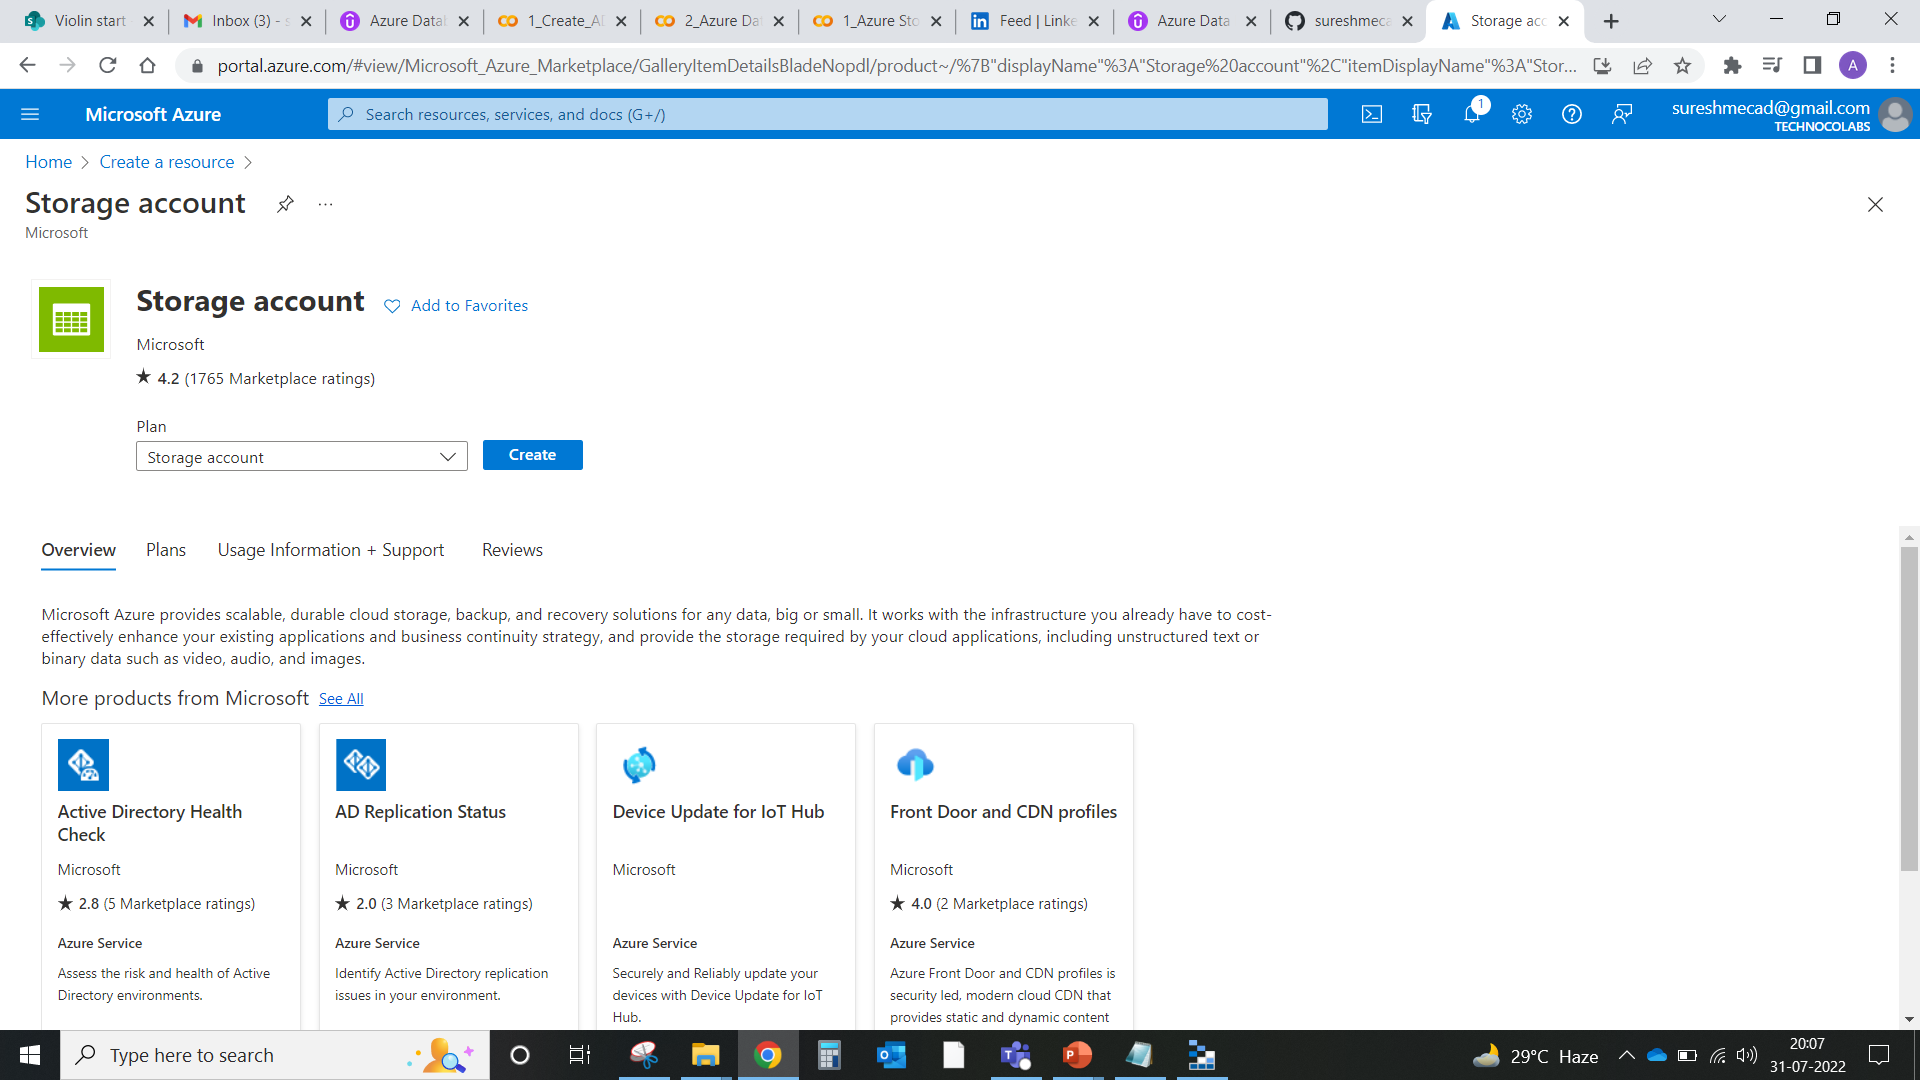 Violin start
Inbox (3) - s
Azure Datal
1_Create_A
2_Azure Da
1_Azure Sto
Feed | Linke
Azure Data
sureshmeca
Storage acc
portal.azure.com/#view/Microsoft_Azure_Marketplace/GalleryItemDetailsBladeNopdl/product~/%7B"displayName"%3A"Storage%20account"%2C"itemDisplayName"%3A"Stor...
A
Microsoft Azure
Search resources, services, and docs (G+/)
1
sureshmecad@gmail.com
TECHNOCOLABS
Home > Create a resource >
Storage account
...
Microsoft
Storage account
Add to Favorites
Microsoft
★ 4.2 (1765 Marketplace ratings)
Plan
Storage account
Create
Overview
Plans
Usage Information + Support
Reviews
Microsoft Azure provides scalable, durable cloud storage, backup, and recovery solutions for any data, big or small. It works with the infrastructure you already have to cost-
effectively enhance your existing applications and business continuity strategy, and provide the storage required by your cloud applications, including unstructured text or
binary data such as video, audio, and images.
More products from Microsoft See All
Active Directory Health
Check
Microsoft
★ 2.8 (5 Marketplace ratings)
Azure Service
Assess the risk and health of Active
Directory environments.
AD Replication Status
Microsoft
★ 2.0 (3 Marketplace ratings)
Azure Service
Identify Active Directory replication
issues in your environment.
Device Update for IoT Hub
Microsoft
Azure Service
Securely and Reliably update your
devices with Device Update for IoT
Hub.
Front Door and CDN profiles
Microsoft
★ 4.0 (2 Marketplace ratings)
Azure Service
Azure Front Door and CDN profiles is
security led, modern cloud CDN that
provides static and dynamic content
Type here to search
29°C Haze
20:07
31-07-2022